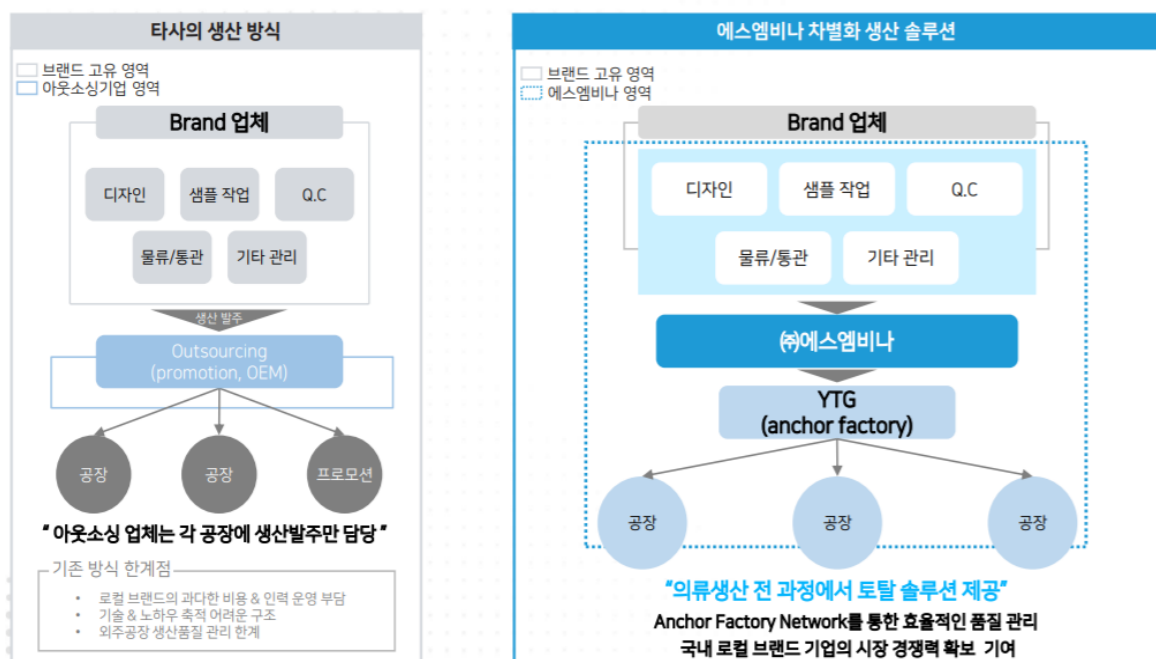 타사의 생산 방식
브랜드 고유 영역
아웃소싱기업 영역
Brand 업체
디자인
샘플 작업
Q.C
물류/통관
기타 관리
생산 발주
Outsourcing
(promotion, OEM)
공장
공장
프로모션
“ 아웃소싱 업체는 각 공장에 생산발주만 담당 ”
기존 방식 한계점
• 로컬 브랜드의 과다한 비용 & 인력 운영 부담
• 기술 & 노하우 축적 어려운 구조
• 외주공장 생산품질 관리 한계
에스엠비나 차별화 생산 솔루션
브랜드 고유 영역
에스엠비나 영역
Brand 업체
디자인
샘플 작업
Q.C
물류/통관
기타 관리
㈜에스엠비나
YTG
(anchor factory)
공장
공장
공장
“의류생산 전 과정에서 토탈 솔루션 제공”
Anchor Factory Network를 통한 효율적인 품질 관리
국내 로컬 브랜드 기업의 시장 경쟁력 확보 기여